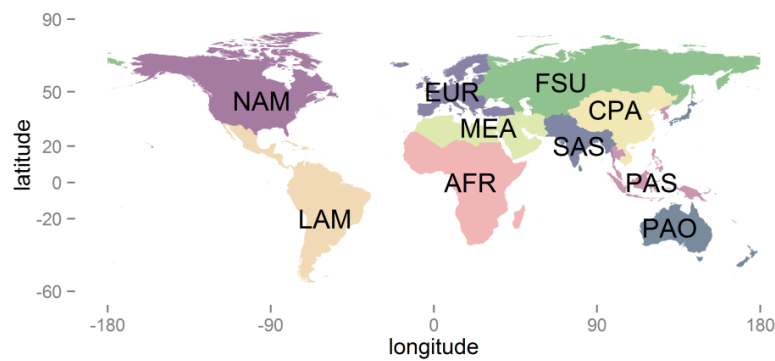 90
50
20
0
-20
-60
latitude
NAM
EUR
FSU
CPA
MEA
SAS
AFR
PAS
LAM
PAO
-180
-90
0
90
180
longitude